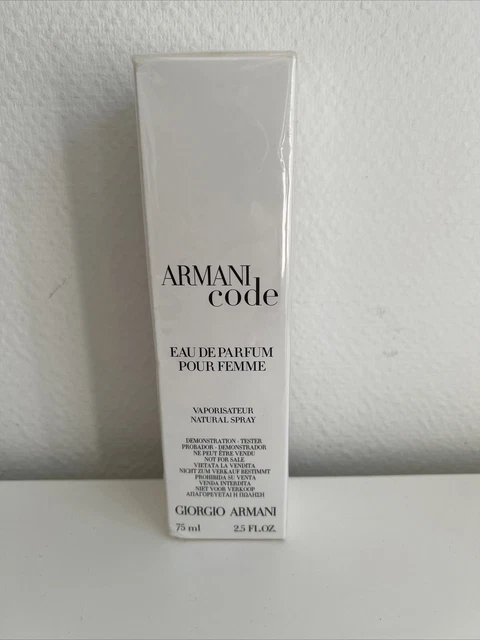 ARMANI
code
EAU DE PARFUM
POUR FEMME
VAPORISATEUR
NATURAL SPRAY
DEMONSTRATION - TESTER
PROBADOR - DEMOSTRADOR
NE PEUT ÊTRE VENDU
NOT FOR SALE
VIETATA LA VENDITA
NICHT ZUM VERKAUF BESTIMMT
PROHIBIDA SU VENTA
VENDA INTERDITA
NIET VOOR VERKOOP
ΑΠΑΓΟΡΕΥΕΤΑΙ Η ΠΩΛΗΣΗ
GIORGIO ARMANI
75 ml 2.5 FL.OZ.